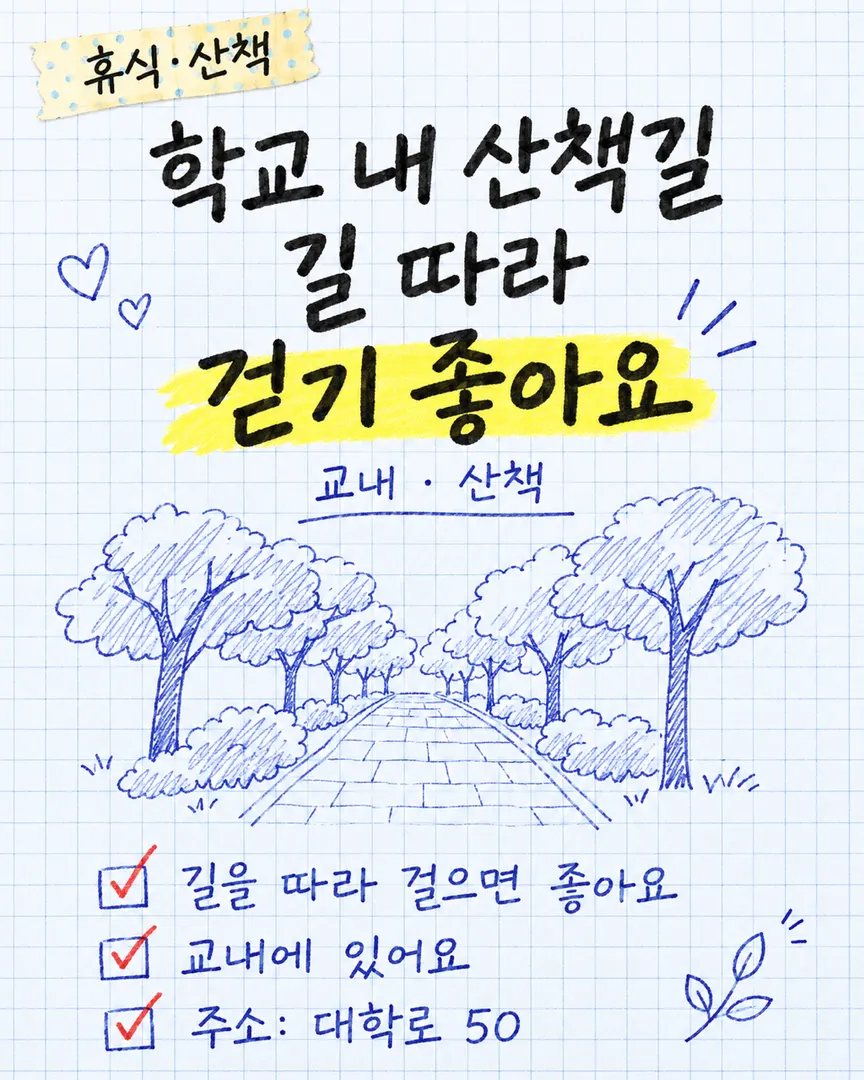 휴식·산책
학교 내 산책길
길 따라
걷기 좋아요
교내 · 산책
길을 따라 걸으면 좋아요
교내에 있어요
주소: 대학로 50